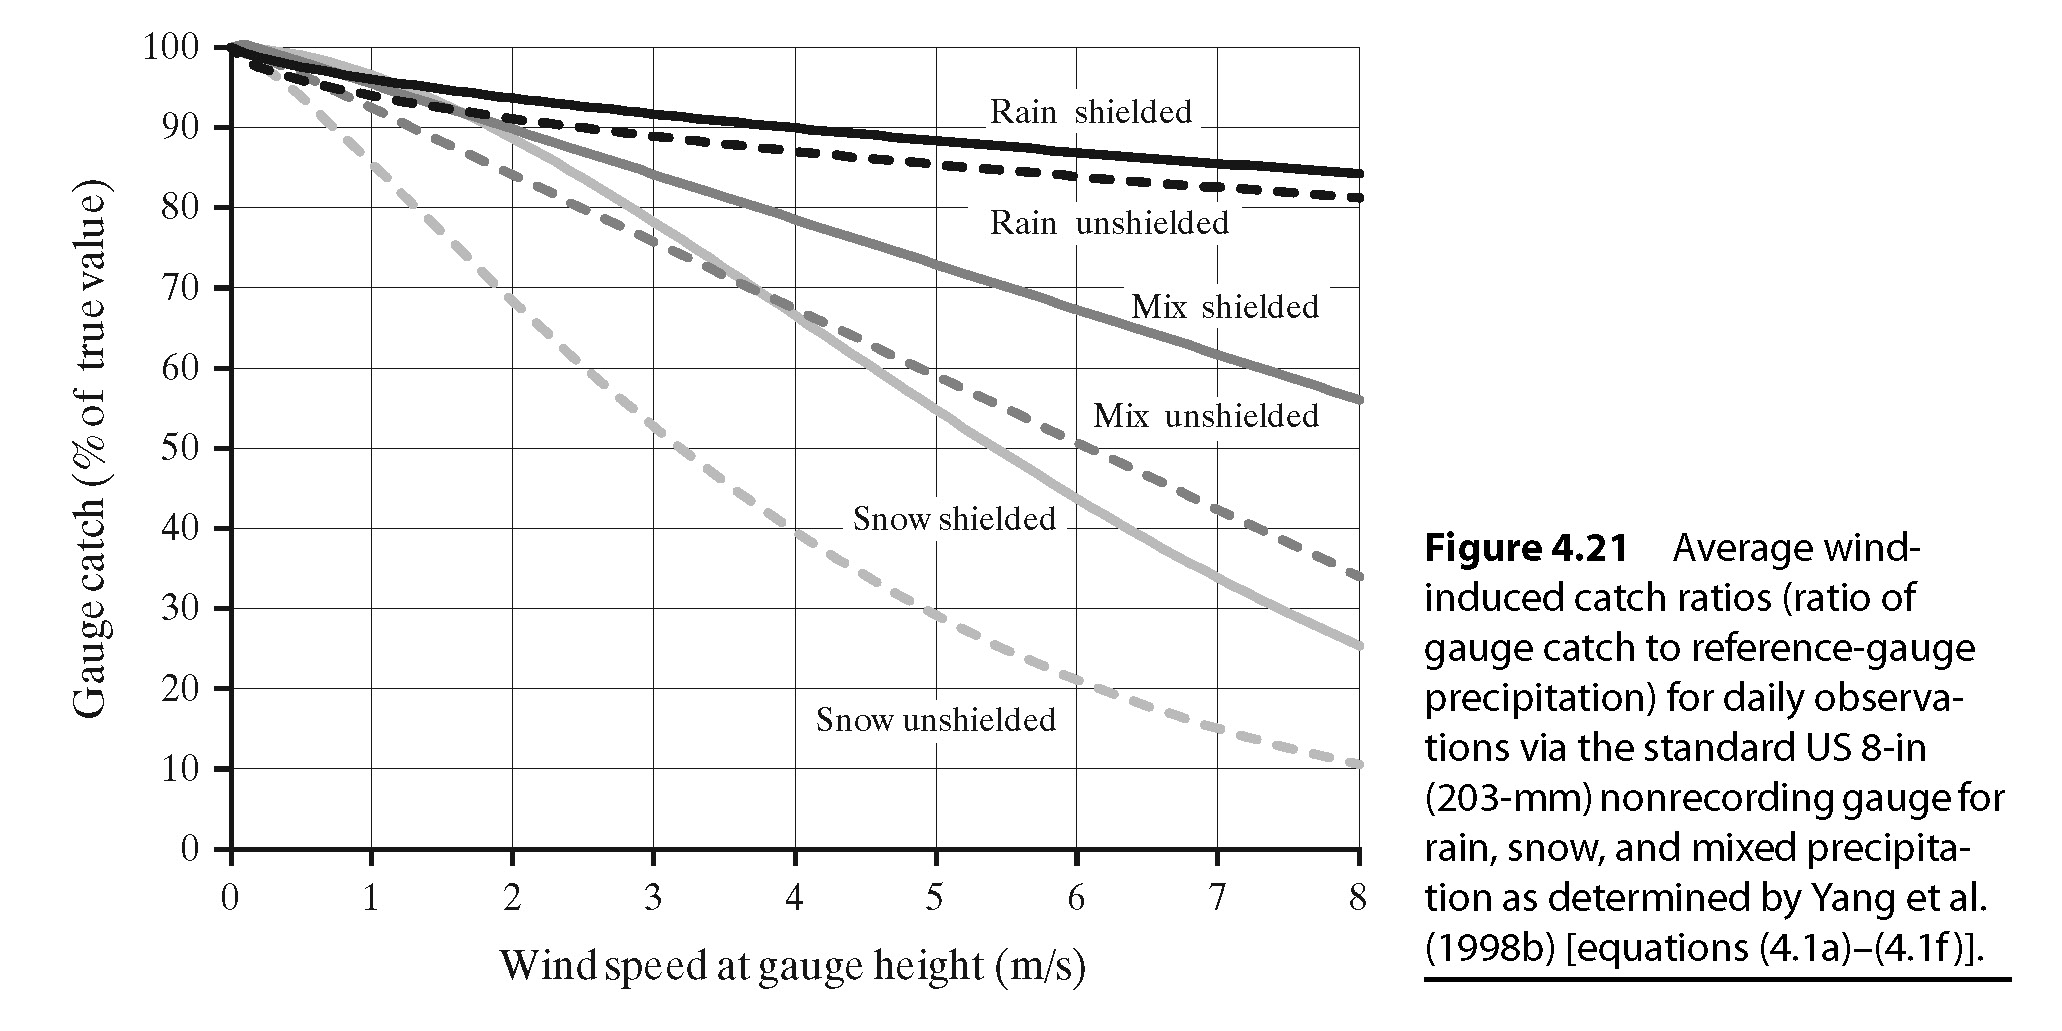 100
90
80
70
60
50
40
30
20
10
0
Gauge catch (% of true value)
Rain shielded
Rain unshielded
Mix shielded
Mix unshielded
Snow shielded
Snow unshielded
0 1 2 3 4 5 6 7 8
Wind speed at gauge height (m/s)
Figure 4.21 Average wind-
induced catch ratios (ratio of
gauge catch to reference-gauge
precipitation) for daily observa-
tions via the standard US 8-in
(203-mm) nonrecording gauge for
rain, snow, and mixed precipita-
tion as determined by Yang et al.
(1998b) [equations (4.1a)–(4.1f)].